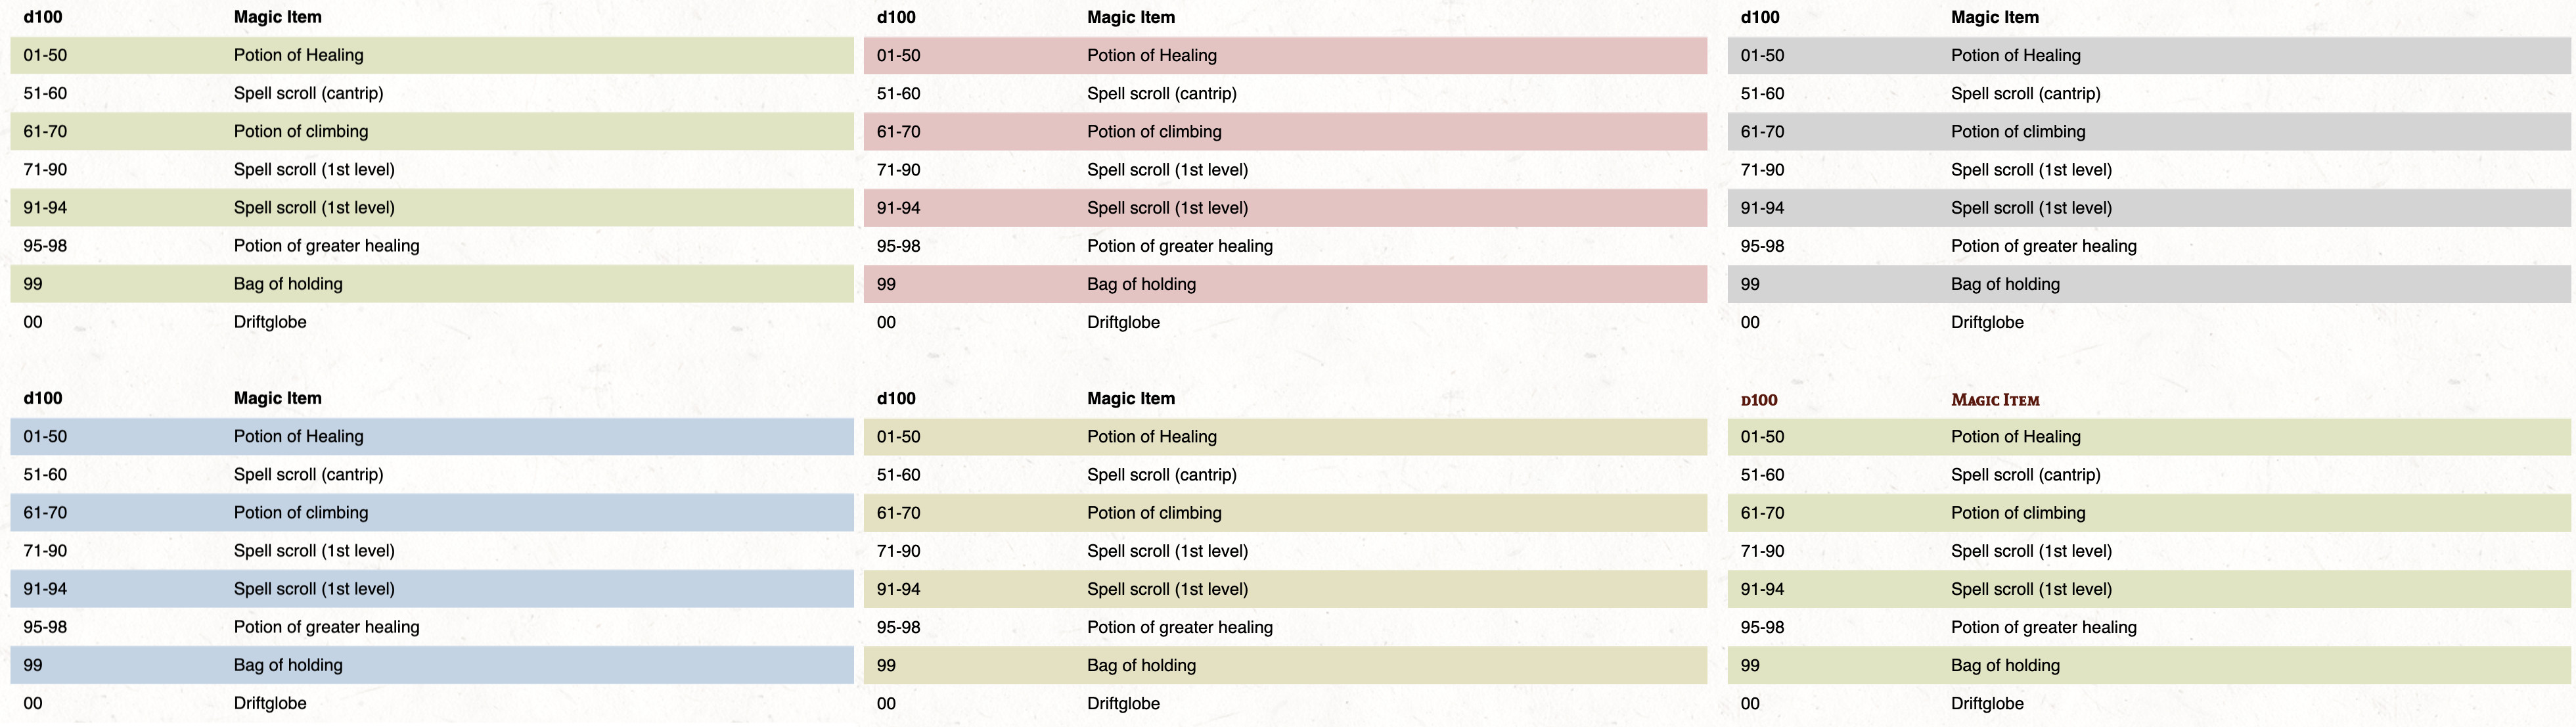 d100 Magic Item
01-50 Potion of Healing
51-60 Spell scroll (cantrip)
61-70 Potion of climbing
71-90 Spell scroll (1st level)
91-94 Spell scroll (1st level)
95-98 Potion of greater healing
99 Bag of holding
00 Driftglobe
d100 Magic Item
01-50 Potion of Healing
51-60 Spell scroll (cantrip)
61-70 Potion of climbing
71-90 Spell scroll (1st level)
91-94 Spell scroll (1st level)
95-98 Potion of greater healing
99 Bag of holding
00 Driftglobe
d100 Magic Item
01-50 Potion of Healing
51-60 Spell scroll (cantrip)
61-70 Potion of climbing
71-90 Spell scroll (1st level)
91-94 Spell scroll (1st level)
95-98 Potion of greater healing
99 Bag of holding
00 Driftglobe
d100 Magic Item
01-50 Potion of Healing
51-60 Spell scroll (cantrip)
61-70 Potion of climbing
71-90 Spell scroll (1st level)
91-94 Spell scroll (1st level)
95-98 Potion of greater healing
99 Bag of holding
00 Driftglobe
d100 Magic Item
01-50 Potion of Healing
51-60 Spell scroll (cantrip)
61-70 Potion of climbing
71-90 Spell scroll (1st level)
91-94 Spell scroll (1st level)
95-98 Potion of greater healing
99 Bag of holding
00 Driftglobe
d100 Magic Item
01-50 Potion of Healing
51-60 Spell scroll (cantrip)
61-70 Potion of climbing
71-90 Spell scroll (1st level)
91-94 Spell scroll (1st level)
95-98 Potion of greater healing
99 Bag of holding
00 Driftglobe